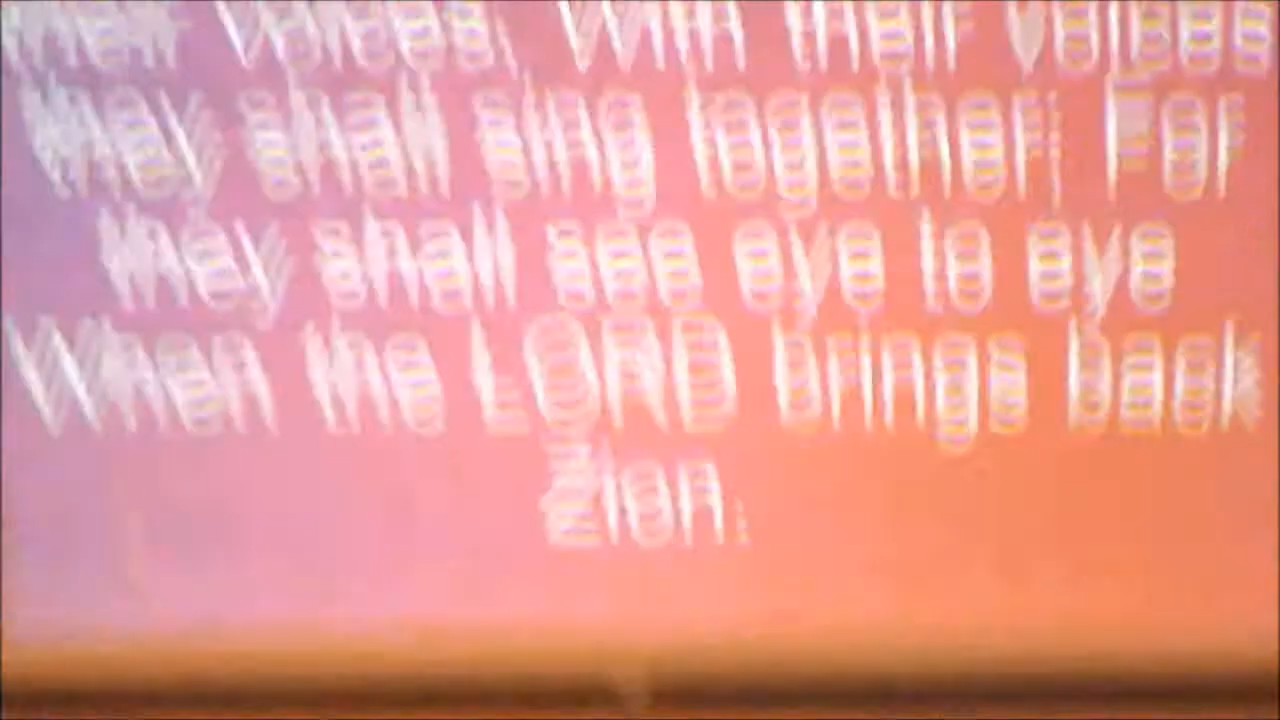 their voices, With their voices
they shall sing together; For
they shall see eye to eye
When the LORD brings back
Zion.